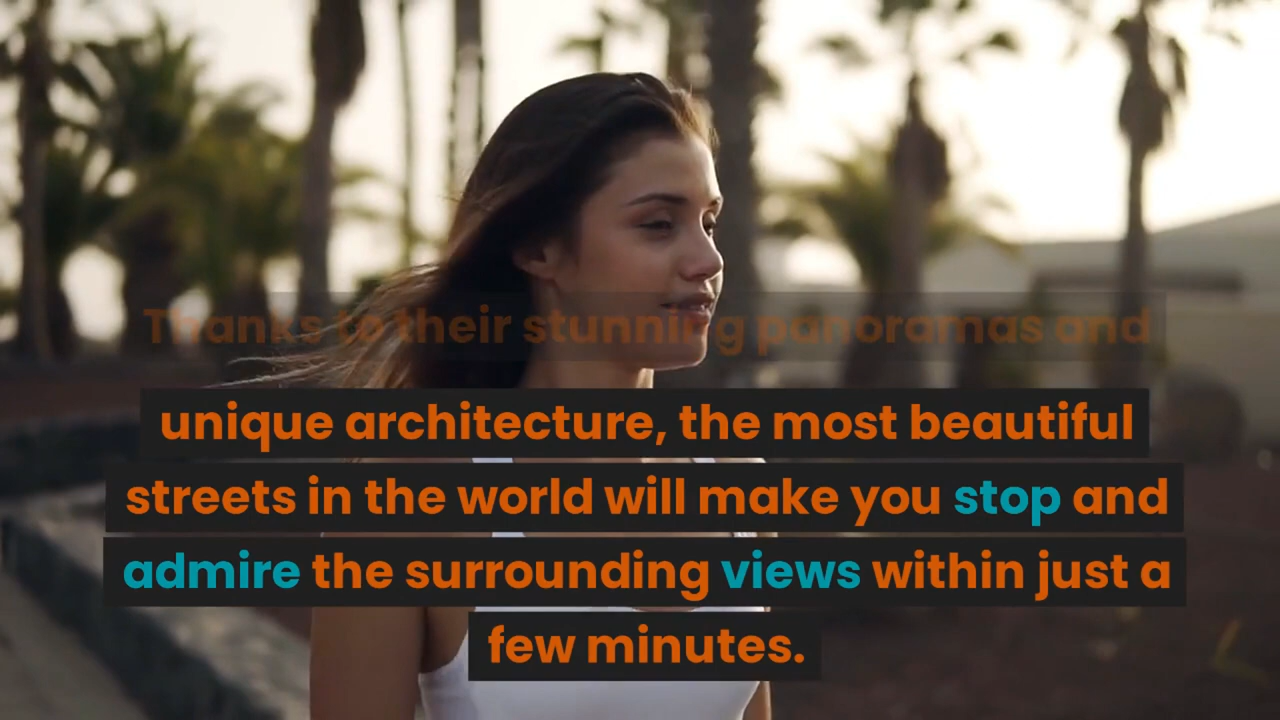 Thanks to their stunning panoramas and
unique architecture, the most beautiful
streets in the world will make you stop and
admire the surrounding views within just a
few minutes.